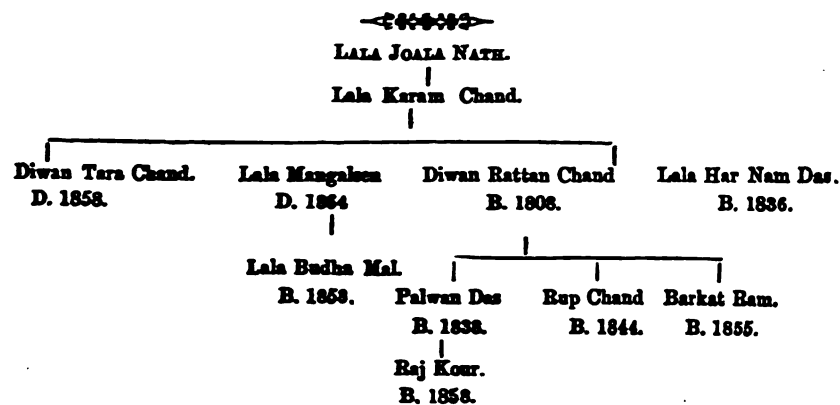 LALA JOALA NATH.
Lala Karam Chand.
Diwan Tara Chand. Lala Mangalsen Diwan Rattan Chand Lala Har Nam Das.
D. 1858. D. 1864 B. 1808. B. 1836.
Lala Budha Mal.
B. 1858. Palwan Das Rup Chand Barkat Ram.
B. 1838. B. 1844. B. 1855.
Raj Kour.
B, 1858.